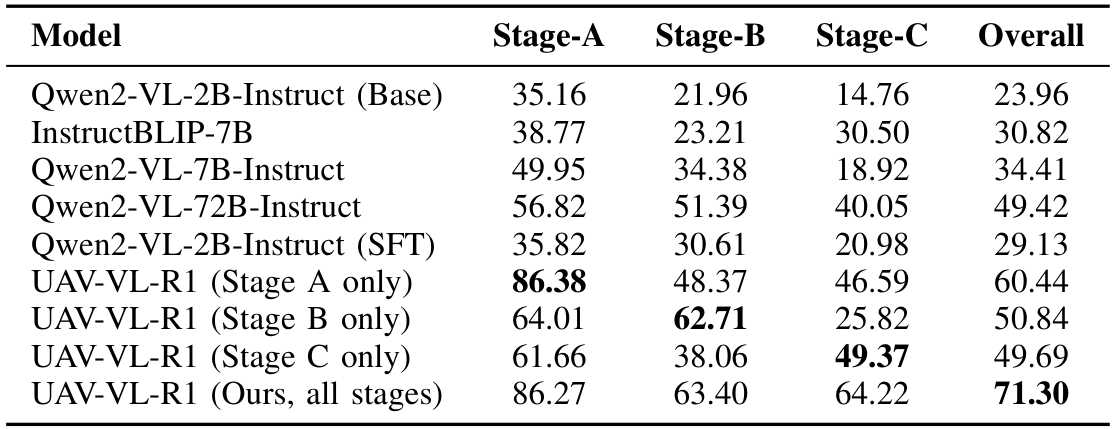 Model Stage-A Stage-B Stage-C Overall
Qwen2-VL-2B-Instruct (Base) 35.16 21.96 14.76 23.96
InstructBLIP-7B 38.77 23.21 30.50 30.82
Qwen2-VL-7B-Instruct 49.95 34.38 18.92 34.41
Qwen2-VL-72B-Instruct 56.82 51.39 40.05 49.42
Qwen2-VL-2B-Instruct (SFT) 35.82 30.61 20.98 29.13
UAV-VL-R1 (Stage A only) 86.38 48.37 46.59 60.44
UAV-VL-R1 (Stage B only) 64.01 62.71 25.82 50.84
UAV-VL-R1 (Stage C only) 61.66 38.06 49.37 49.69
UAV-VL-R1 (Ours, all stages) 86.27 63.40 64.22 71.30